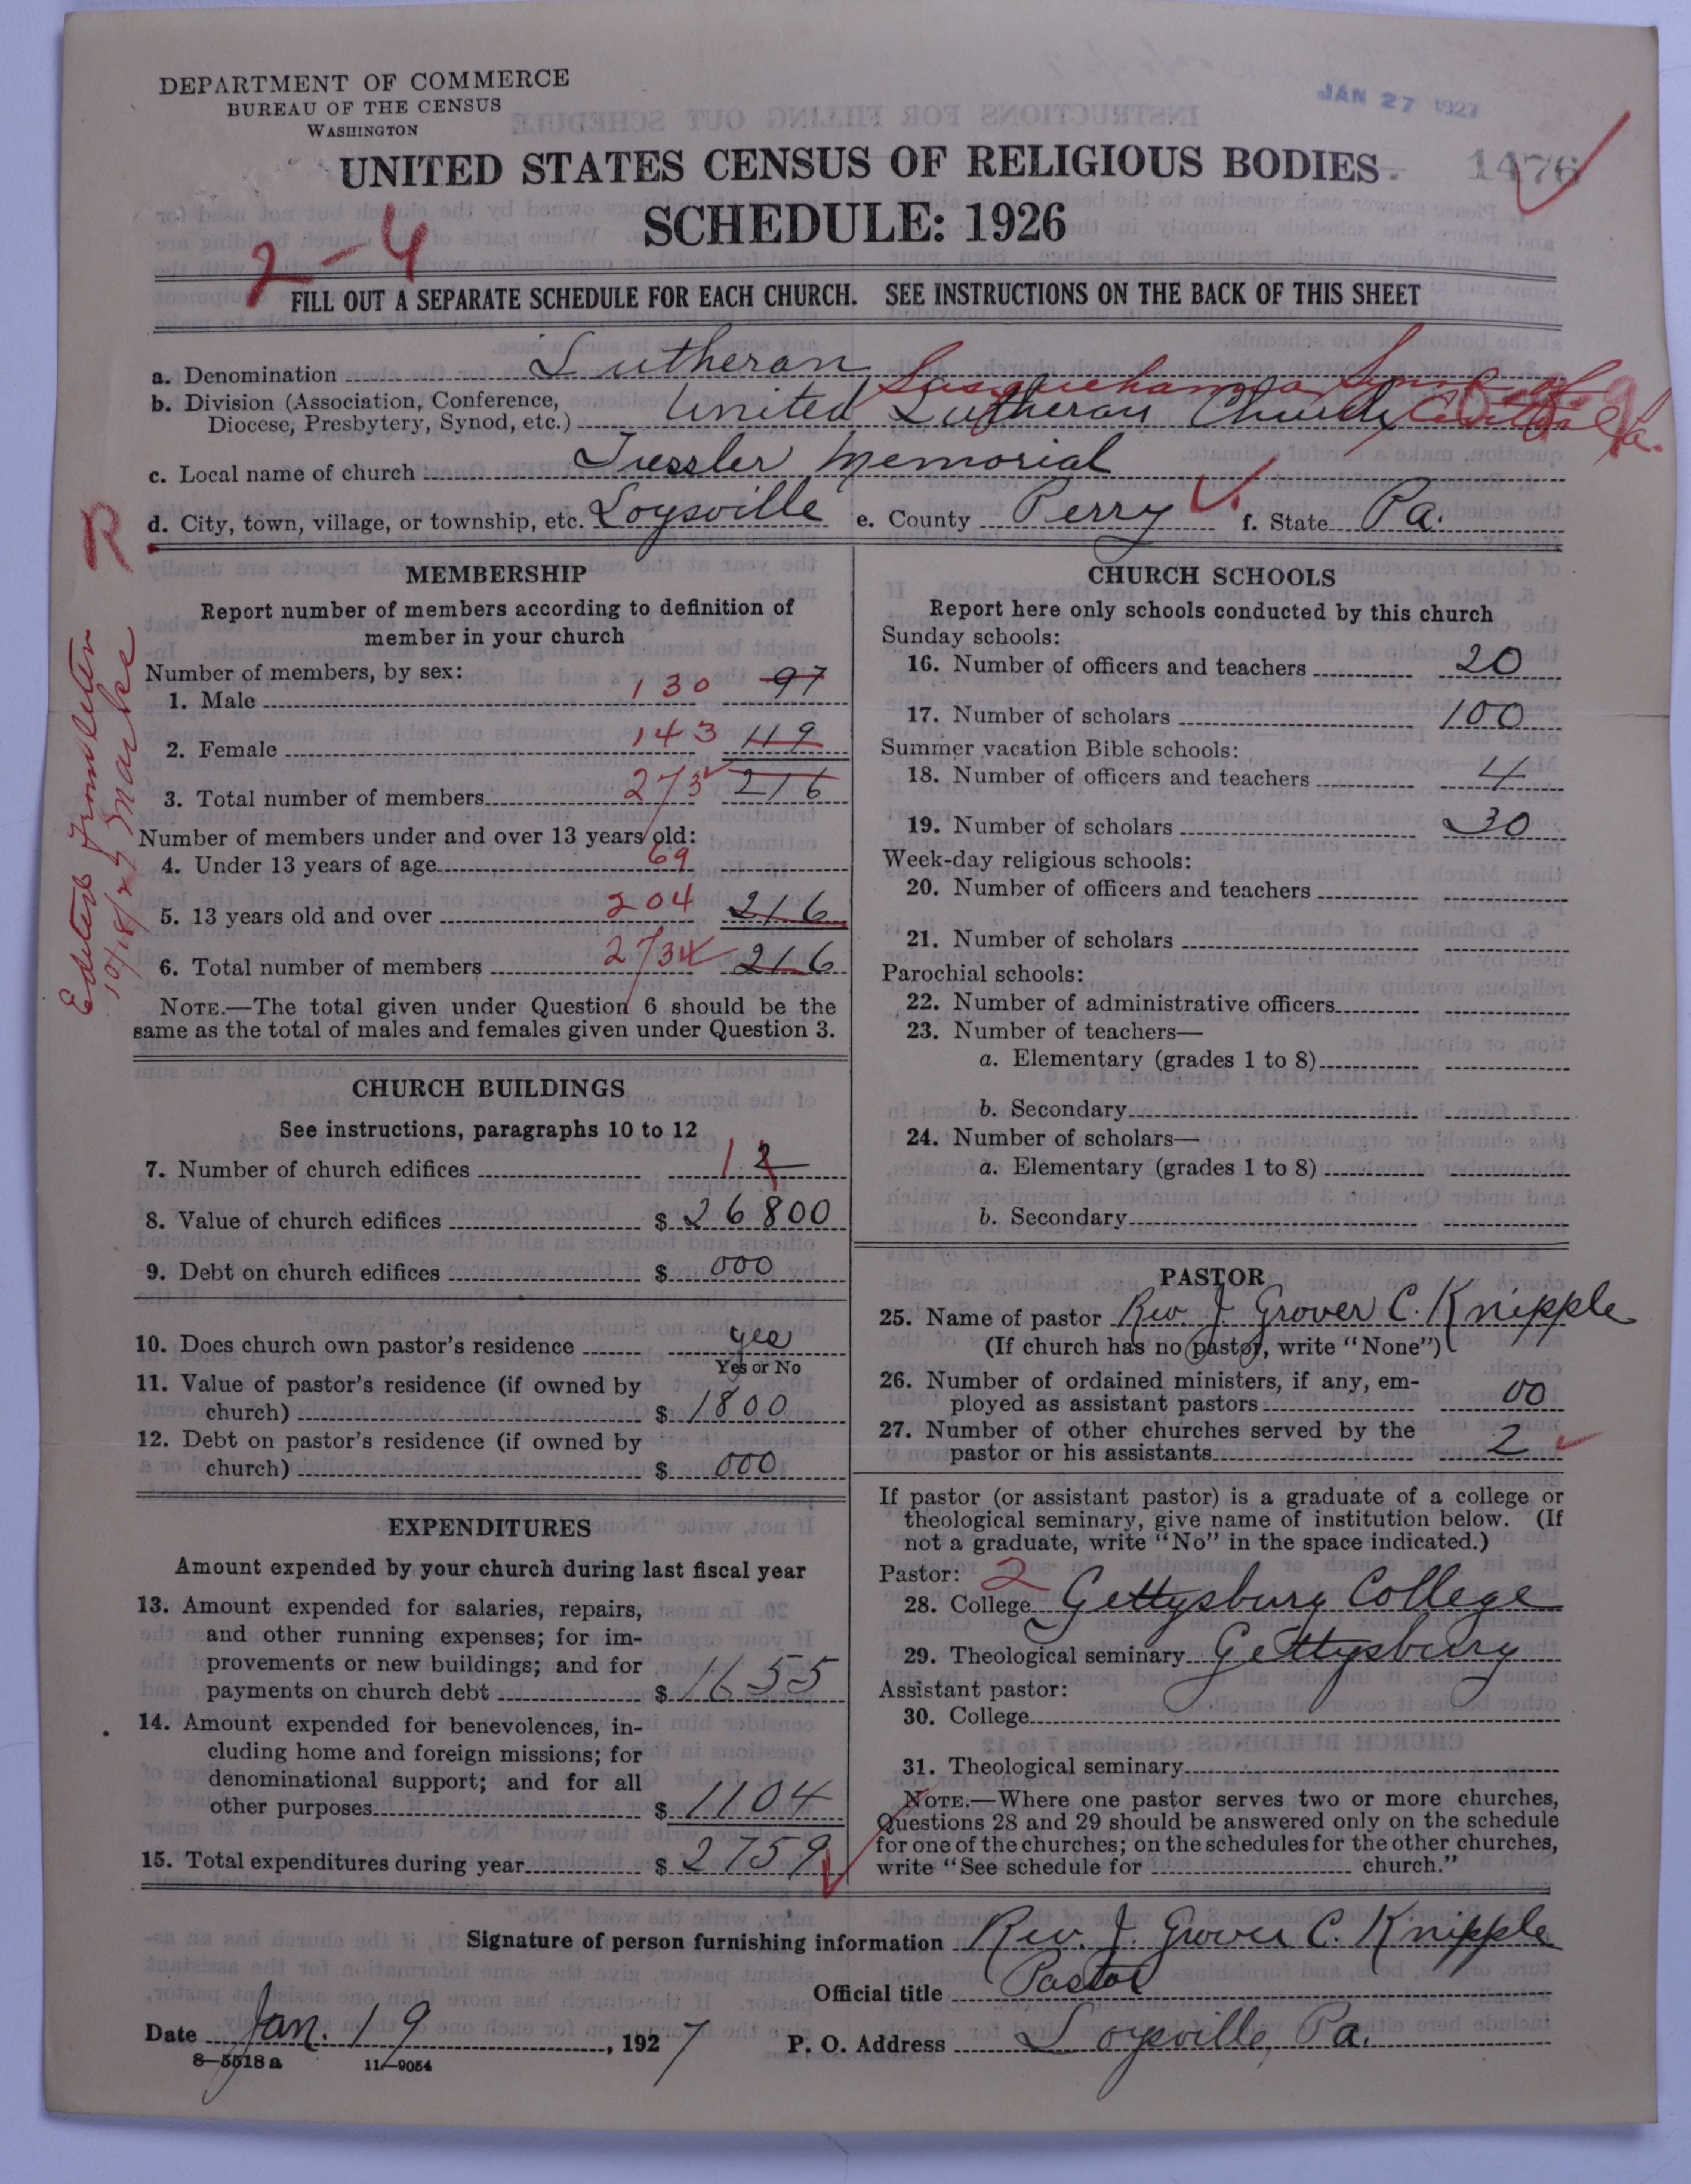 DEPARTMENT OF COMMERCE
BUREAU OF THE CENSUS
WASHINGTON
JAN 27 1927
UNITED STATES CENSUS OF RELIGIOUS BODIES
1476
SCHEDULE: 1926
2-4
FILL OUT A SEPARATE SCHEDULE FOR EACH CHURCH. SEE INSTRUCTIONS ON THE BACK OF THIS SHEET
a. Denomination Lutheran
Susquehanna Synod of Central Pa.
b. Division (Association, Conference, Diocese, Presbytery, Synod, etc.) United Lutheran Church
c. Local name of church Tressler Memorial
d. City, town, village, or township, etc. Loysville e. County Perry f. State Pa.
R
MEMBERSHIP
Report number of members according to definition of
member in your church
Number of members, by sex:
1. Male 130 97
2. Female 143 119
3. Total number of members 273 216
Number of members under and over 13 years old:
4. Under 13 years of age 69
5. 13 years old and over 204 216
6. Total number of members 273 216
NOTE.—The total given under Question 6 should be the
same as the total of males and females given under Question 3.
CHURCH BUILDINGS
See instructions, paragraphs 10 to 12
7. Number of church edifices 1 2
8. Value of church edifices $ 26800
9. Debt on church edifices $ 000
10. Does church own pastor's residence yes
Yes or No
11. Value of pastor's residence (if owned by
church) $ 1800
12. Debt on pastor's residence (if owned by
church) $ 000
EXPENDITURES
Amount expended by your church during last fiscal year
13. Amount expended for salaries, repairs,
and other running expenses; for im-
provements or new buildings; and for
payments on church debt $ 1655
14. Amount expended for benevolences, in-
cluding home and foreign missions; for
denominational support; and for all
other purposes $ 1104
15. Total expenditures during year $ 2759
CHURCH SCHOOLS
Report here only schools conducted by this church
Sunday schools:
16. Number of officers and teachers 20
17. Number of scholars 100
Summer vacation Bible schools:
18. Number of officers and teachers 4
19. Number of scholars 30
Week-day religious schools:
20. Number of officers and teachers
21. Number of scholars
Parochial schools:
22. Number of administrative officers
23. Number of teachers—
a. Elementary (grades 1 to 8)
b. Secondary
24. Number of scholars—
a. Elementary (grades 1 to 8)
b. Secondary
PASTOR
25. Name of pastor Rev. J. Grover C. Knipple
(If church has no pastor, write "None")
26. Number of ordained ministers, if any, em-
ployed as assistant pastors 00
27. Number of other churches served by the
pastor or his assistants 2
If pastor (or assistant pastor) is a graduate of a college or
theological seminary, give name of institution below. (If
not a graduate, write "No" in the space indicated.)
Pastor: 2
28. College Gettysburg College
29. Theological seminary Gettysburg
Assistant pastor:
30. College
31. Theological seminary
NOTE.—Where one pastor serves two or more churches,
Questions 28 and 29 should be answered only on the schedule
for one of the churches; on the schedules for the other churches,
write "See schedule for church."
Signature of person furnishing information Rev. J. Grover C. Knipple
Official title Pastor
Date Jan. 19, 1927 P. O. Address Loysville, Pa.
8—5518a 11—9054